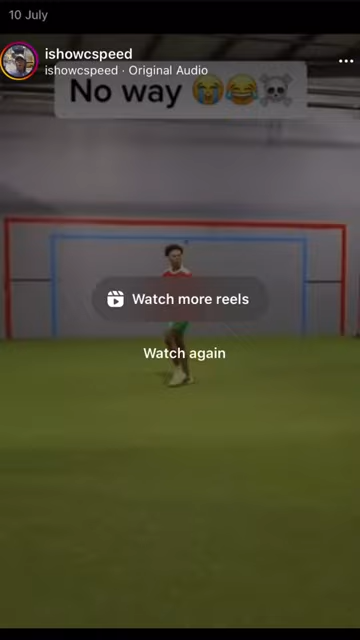 10 July
ishowcspeed
ishowcspeed · Original Audio
No way 😭😂☠️
Watch more reels
Watch again